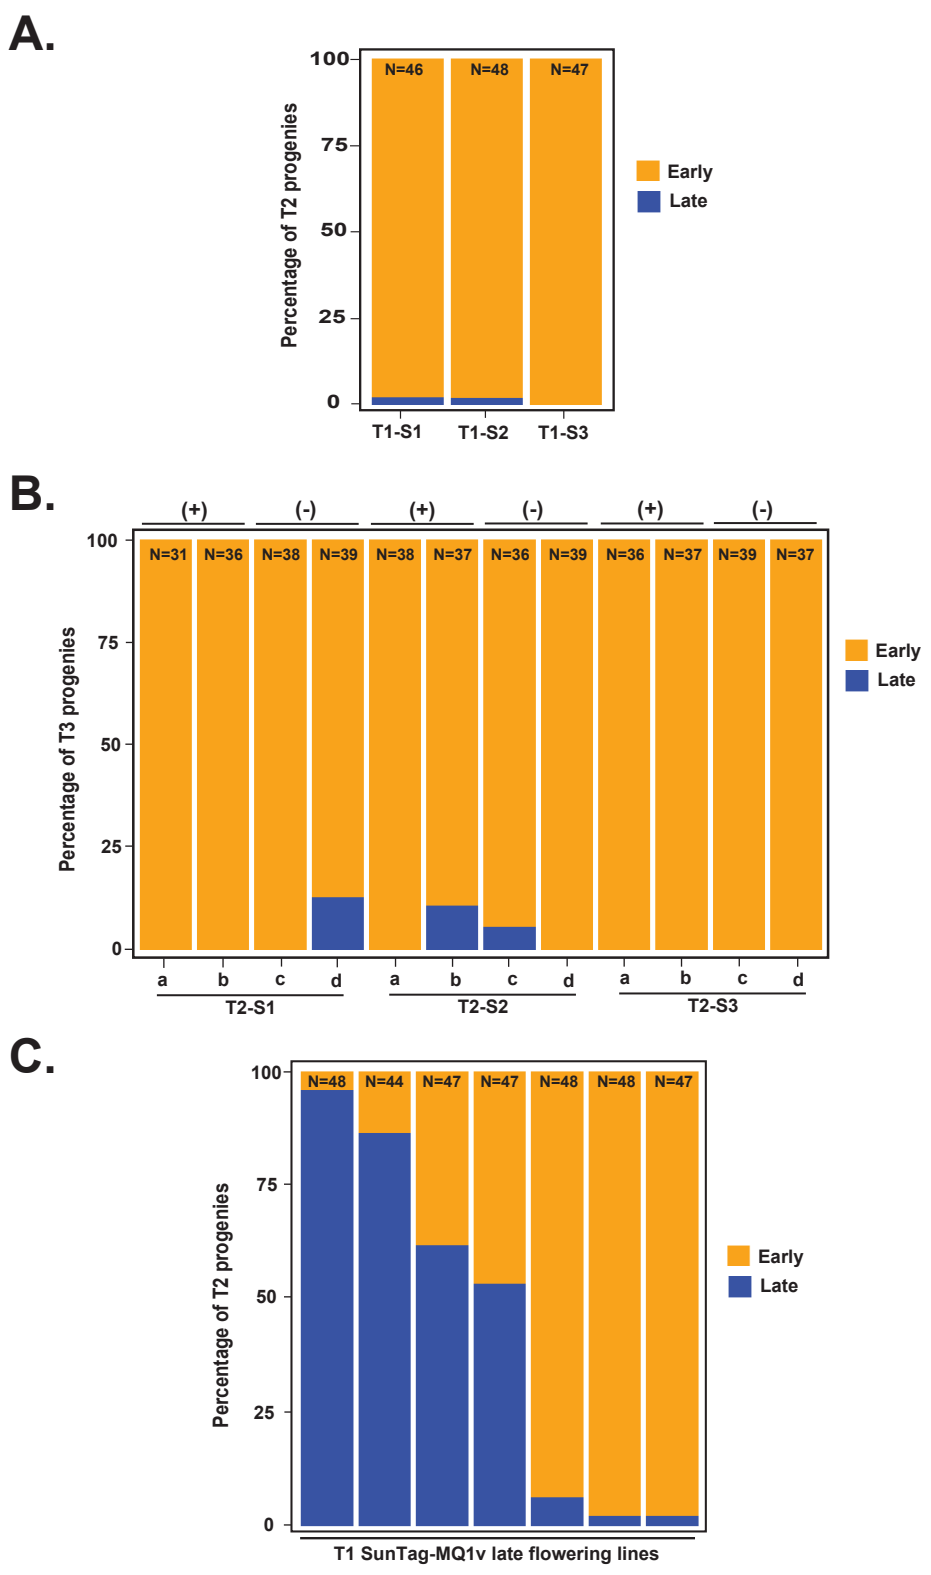 A.
Percentage of T2 progenies
100
75
50
25
0
N=46 N=48 N=47
T1-S1 T1-S2 T1-S3
Early
Late
B.
(+) (-) (+) (-) (+) (-)
Percentage of T3 progenies
100
75
50
25
0
N=31 N=36 N=38 N=39 N=38 N=37 N=36 N=39 N=36 N=37 N=39 N=37
a b c d a b c d a b c d
T2-S1 T2-S2 T2-S3
Early
Late
C.
Percentage of T2 progenies
100
75
50
25
0
N=48 N=44 N=47 N=47 N=48 N=48 N=47
T1 SunTag-MQ1v late flowering lines
Early
Late